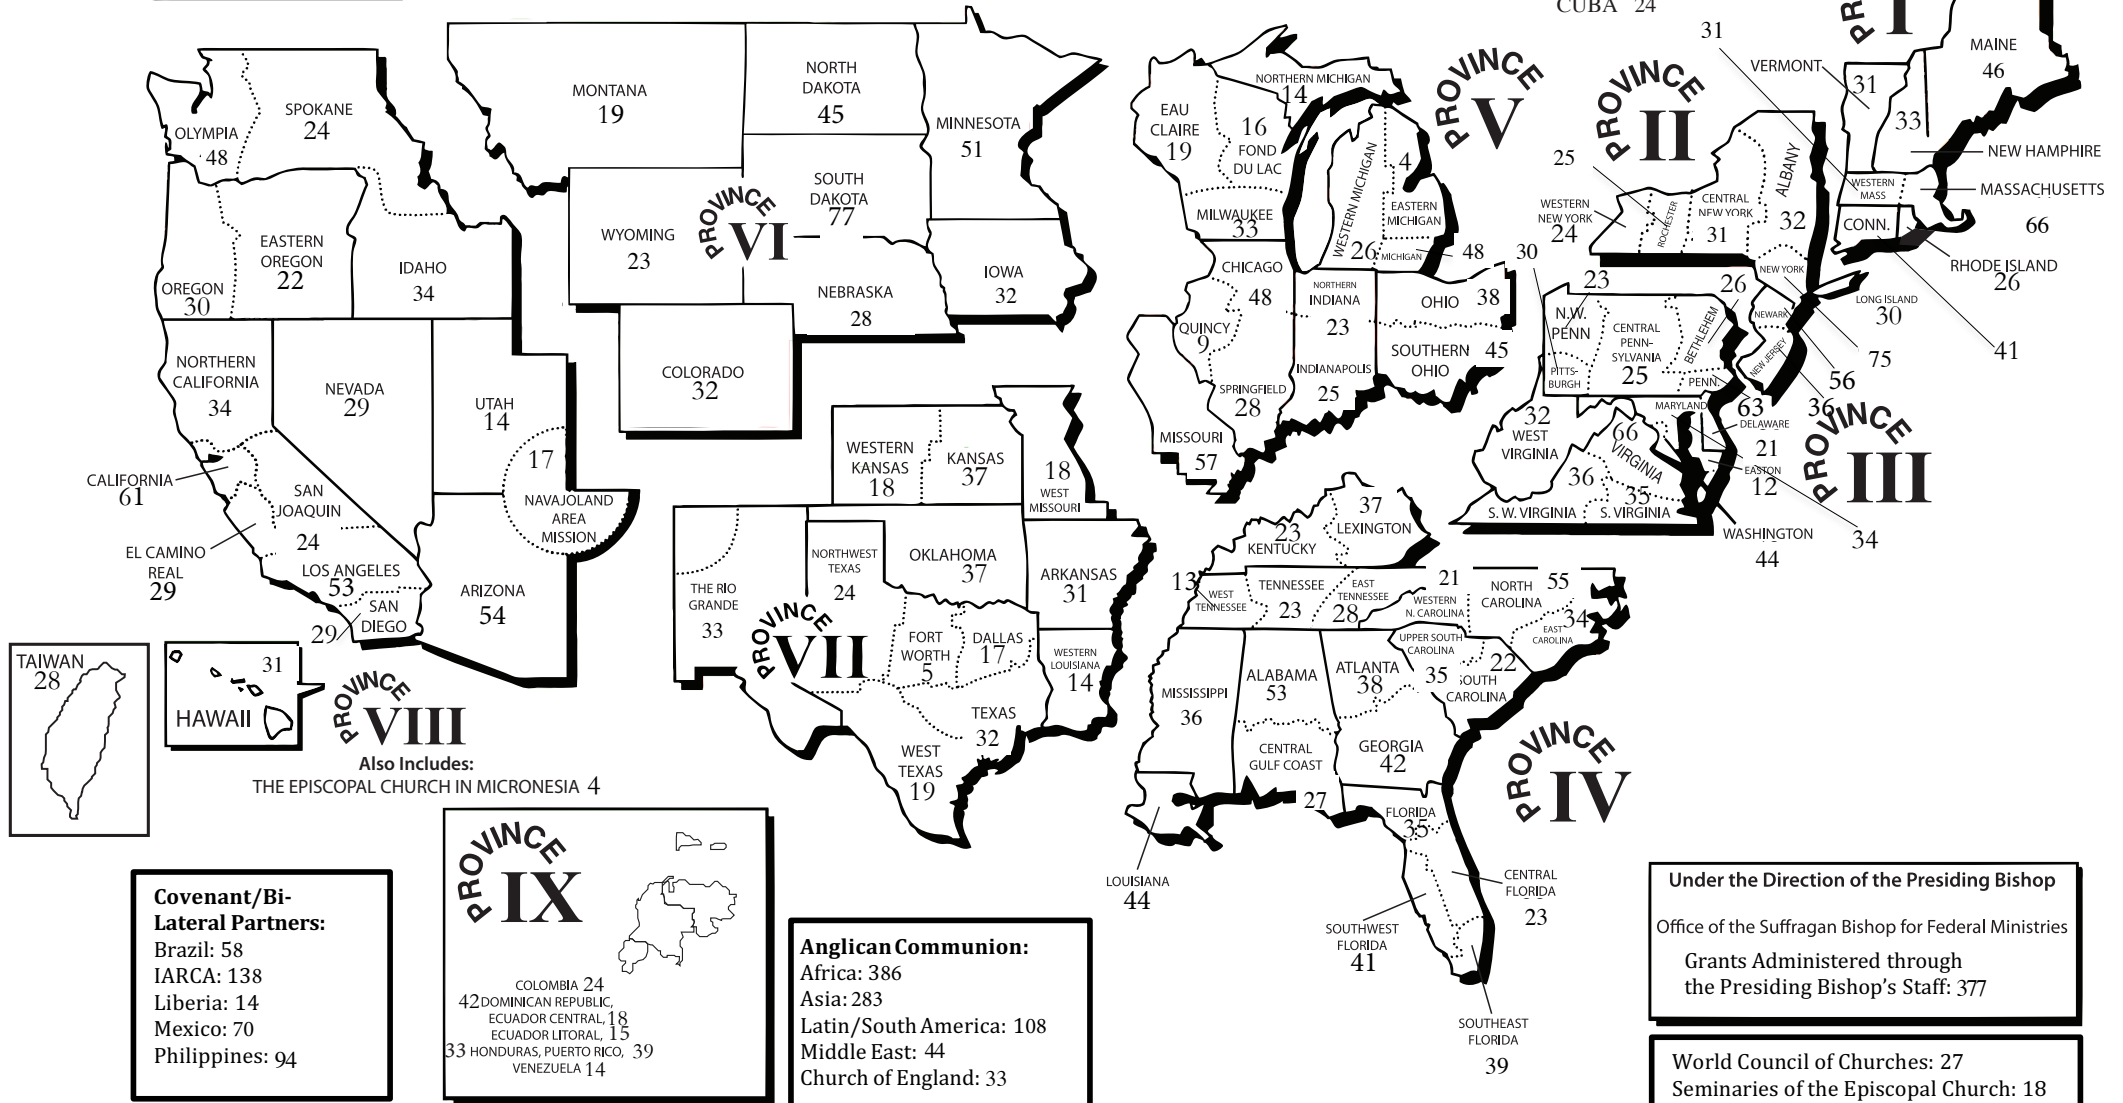 CUBA 24
PROVINCE I
MAINE
46
VERMONT
31
33
NEW HAMPHIRE
WESTERN
MASS
31
MASSACHUSETTS
66
CONN.
41
RHODE ISLAND
26
PROVINCE II
ALBANY
32
CENTRAL
NEW YORK
31
ROCHESTER
25
WESTERN
NEW YORK
24
NEW YORK
75
LONG ISLAND
30
NEWARK
56
NEW JERSEY
36
PROVINCE III
N.W.
PENN
23
PITTS-
BURGH
30
CENTRAL
PENN-
SYLVANIA
25
BETHLEHEM
26
PENN.
63
MARYLAND
34
DELAWARE
21
EASTON
12
WASHINGTON
44
32
WEST
VIRGINIA
66
VIRGINIA
36
S. W. VIRGINIA
35
S. VIRGINIA
PROVINCE V
NORTHERN MICHIGAN
14
EAU
CLAIRE
19
16
FOND
DU LAC
MILWAUKEE
33
WESTERN MICHIGAN
26
4
EASTERN
MICHIGAN
MICHIGAN
48
CHICAGO
48
QUINCY
9
SPRINGFIELD
28
NORTHERN
INDIANA
23
INDIANAPOLIS
25
OHIO 38
SOUTHERN
OHIO
45
MISSOURI
57
PROVINCE VI
MONTANA
19
NORTH
DAKOTA
45
MINNESOTA
51
SOUTH
DAKOTA
77
WYOMING
23
NEBRASKA
28
IOWA
32
COLORADO
32
OLYMPIA
48
SPOKANE
24
OREGON
30
EASTERN
OREGON
22
IDAHO
34
NORTHERN
CALIFORNIA
34
NEVADA
29
UTAH
14
17
NAVAJOLAND
AREA
MISSION
CALIFORNIA
61
SAN
JOAQUIN
24
EL CAMINO
REAL
29
LOS ANGELES
53
SAN
DIEGO
29
ARIZONA
54
TAIWAN
28
31
HAWAII
PROVINCE VIII
Also Includes:
THE EPISCOPAL CHURCH IN MICRONESIA 4
PROVINCE VII
WESTERN
KANSAS
18
KANSAS
37
18
WEST
MISSOURI
THE RIO
GRANDE
33
NORTHWEST
TEXAS
24
OKLAHOMA
37
ARKANSAS
31
FORT
WORTH
5
DALLAS
17
WESTERN
LOUISIANA
14
TEXAS
32
WEST
TEXAS
19
PROVINCE IV
23
KENTUCKY
37
LEXINGTON
13
WEST
TENNESSEE
TENNESSEE
23
EAST
TENNESSEE
28
21
WESTERN
N. CAROLINA
NORTH
CAROLINA
55
34
EAST
CAROLINA
UPPER SOUTH
CAROLINA
35
22
SOUTH
CAROLINA
MISSISSIPPI
36
ALABAMA
53
ATLANTA
38
CENTRAL
GULF COAST
27
GEORGIA
42
LOUISIANA
44
FLORIDA
35
CENTRAL
FLORIDA
23
SOUTHWEST
FLORIDA
41
SOUTHEAST
FLORIDA
39
Covenant/Bi-
Lateral Partners:
Brazil: 58
IARCA: 138
Liberia: 14
Mexico: 70
Philippines: 94
PROVINCE IX
COLOMBIA 24
42 DOMINICAN REPUBLIC,
ECUADOR CENTRAL, 18
ECUADOR LITORAL, 15
33 HONDURAS, PUERTO RICO, 39
VENEZUELA 14
Anglican Communion:
Africa: 386
Asia: 283
Latin/South America: 108
Middle East: 44
Church of England: 33
Under the Direction of the Presiding Bishop
Office of the Suffragan Bishop for Federal Ministries
Grants Administered through
the Presiding Bishop's Staff: 377
World Council of Churches: 27
Seminaries of the Episcopal Church: 18